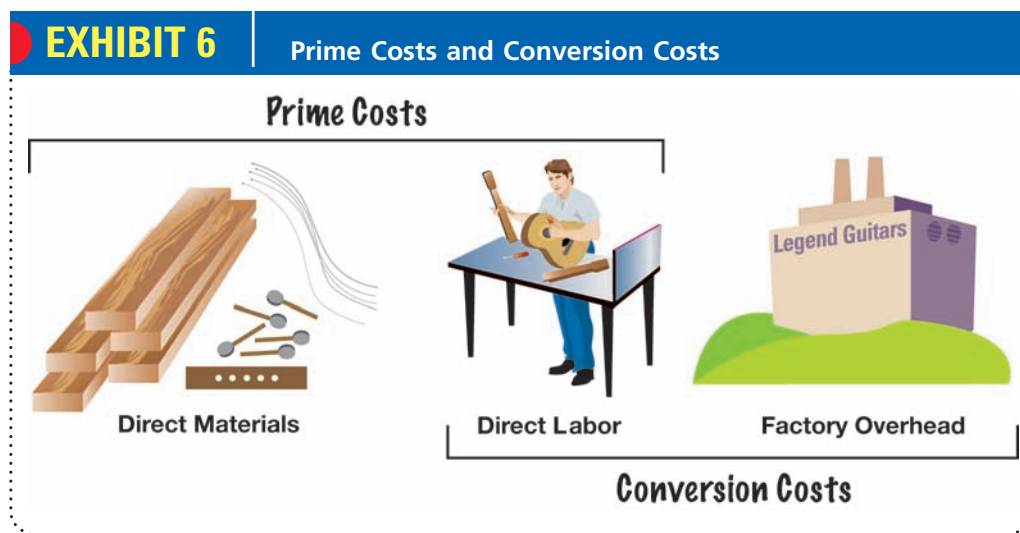 EXHIBIT 6
Prime Costs and Conversion Costs
Prime Costs
Legend Guitars
Direct Materials
Direct Labor
Factory Overhead
Conversion Costs